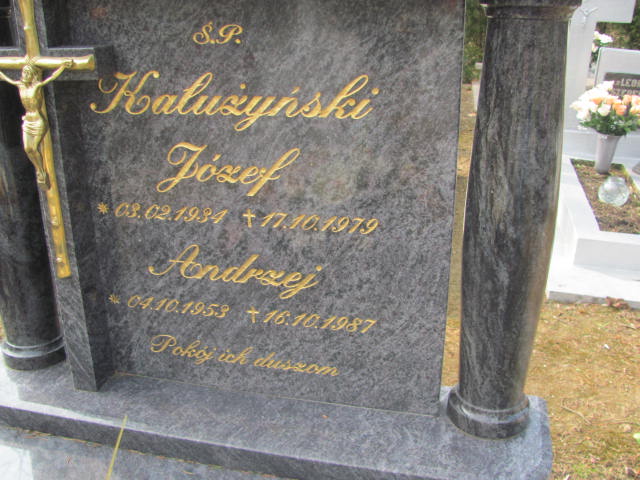 Ś.P.
Kałużyński
Józef
* 03.02.1934 ✝ 17.10.1979
Andrzej
* 04.10.1953 ✝ 16.10.1987
Pokój ich duszom